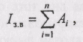 I_{з.п} = \sum_{i=1}^{n} A_i ,